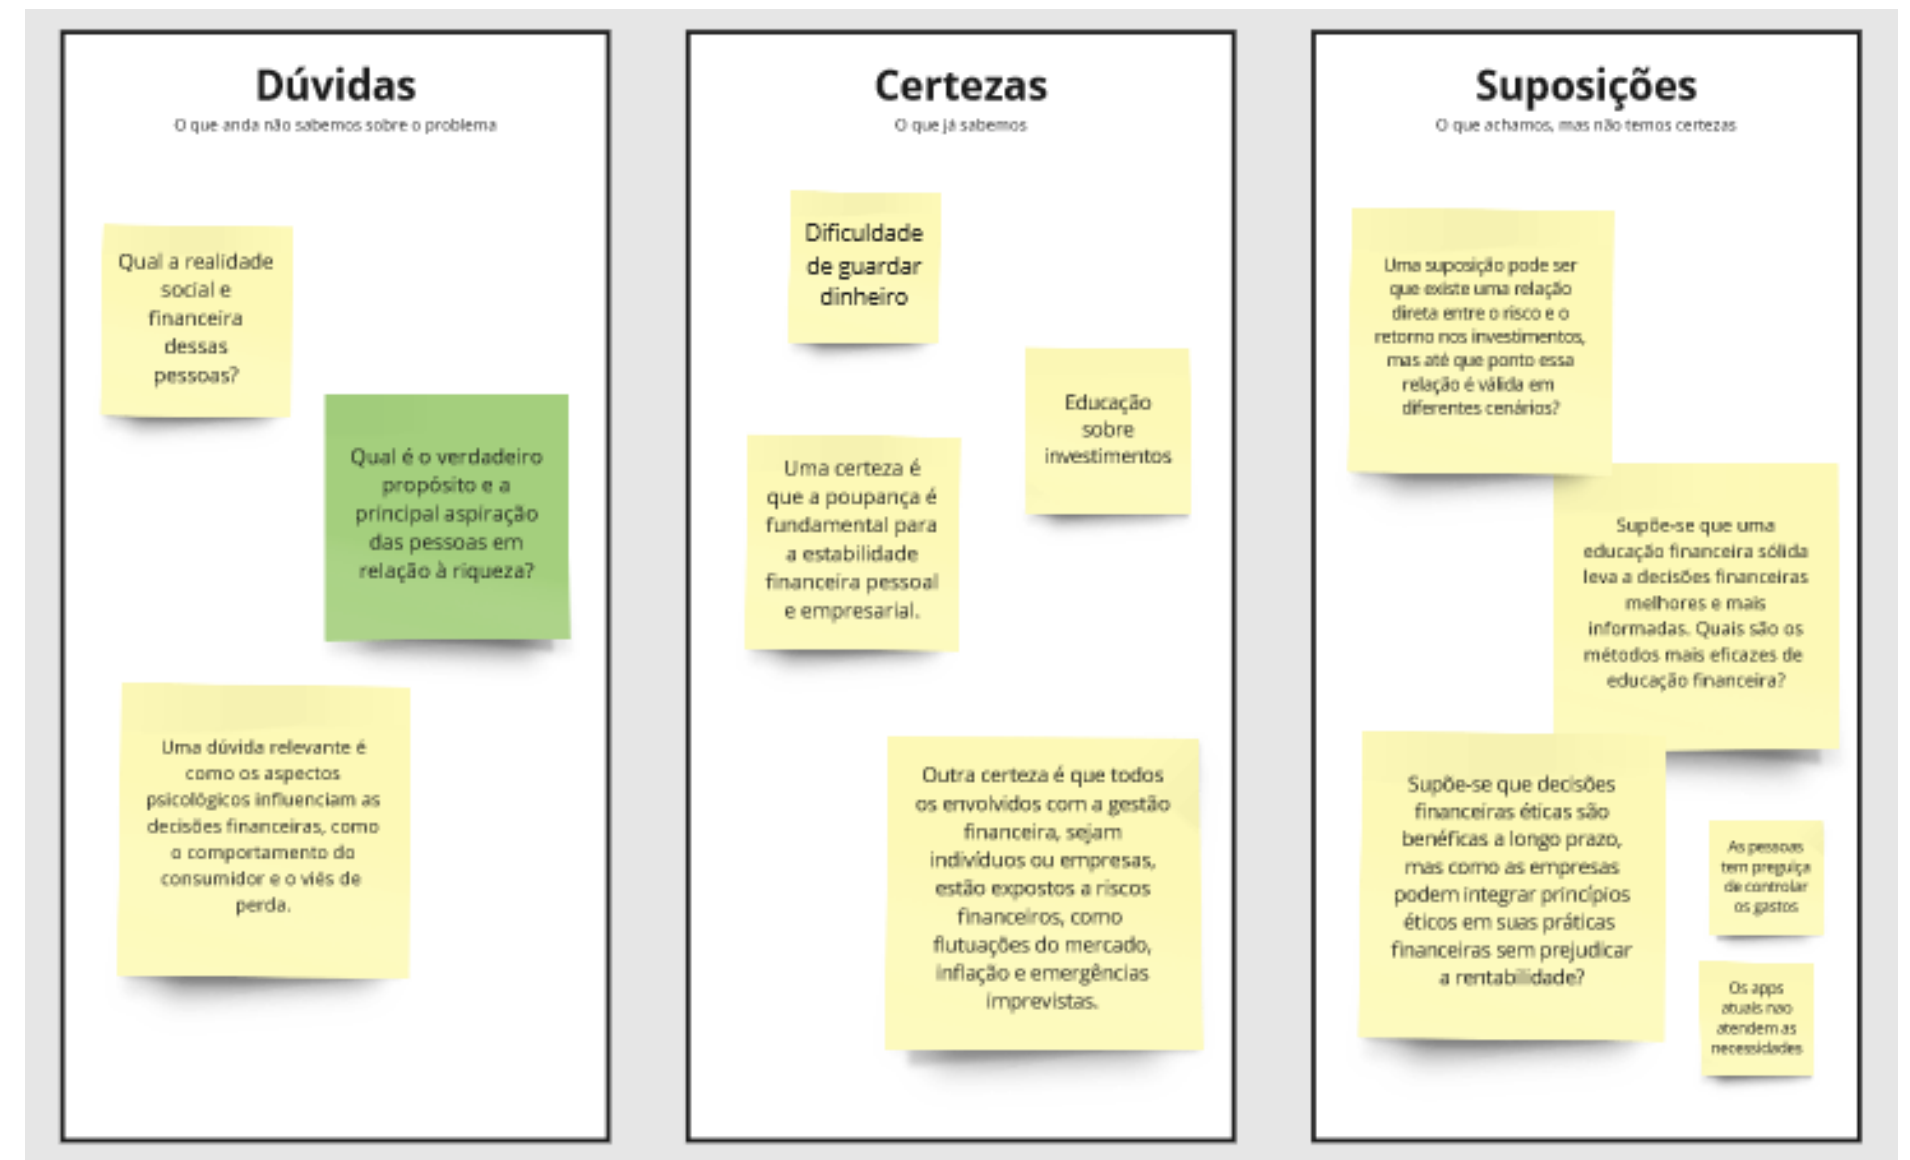 Dúvidas
O que anda não sabemos sobre o problema
Qual a realidade
social e
financeira
dessas
pessoas?
Qual é o verdadeiro
propósito e a
principal aspiração
das pessoas em
relação à riqueza?
Uma dúvida relevante é
como os aspectos
psicológicos influenciam as
decisões financeiras, como
o comportamento do
consumidor e o viés de
perda.
Certezas
O que já sabemos
Dificuldade
de guardar
dinheiro
Educação
sobre
investimentos
Uma certeza é
que a poupança é
fundamental para
a estabilidade
financeira pessoal
e empresarial.
Outra certeza é que todos
os envolvidos com a gestão
financeira, sejam
indivíduos ou empresas,
estão expostos a riscos
financeiros, como
flutuações do mercado,
inflação e emergências
imprevistas.
Suposições
O que achamos, mas não temos certezas
Uma suposição pode ser
que existe uma relação
direta entre o risco e o
retorno nos investimentos,
mas até que ponto essa
relação é válida em
diferentes cenários?
Supõe-se que uma
educação financeira sólida
leva a decisões financeiras
melhores e mais
informadas. Quais são os
métodos mais eficazes de
educação financeira?
Supõe-se que decisões
financeiras éticas são
benéficas a longo prazo,
mas como as empresas
podem integrar princípios
éticos em suas práticas
financeiras sem prejudicar
a rentabilidade?
As pessoas
tem preguiça
de controlar
os gastos
Os apps
atuais nao
atendem as
necessidades